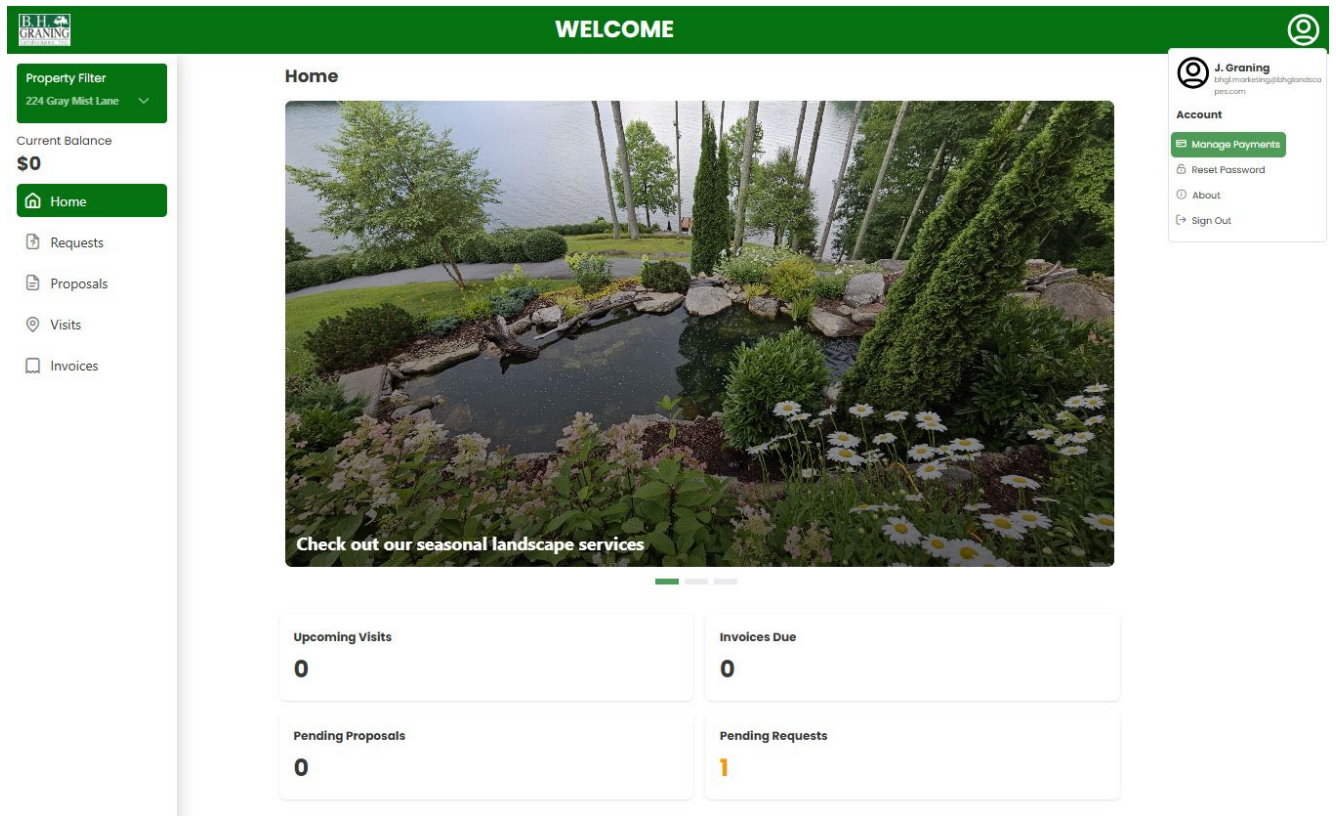 B.H.
GRANING
WELCOME
Property Filter
224 Gray Mist Lane
Current Balance
$0
Home
Requests
Proposals
Visits
Invoices
Home
Check out our seasonal landscape services
Upcoming Visits
0
Invoices Due
0
Pending Proposals
0
Pending Requests
1
J. Graning
bhgl.marketing@bhglandsca
pes.com
Account
Manage Payments
Reset Password
About
Sign Out